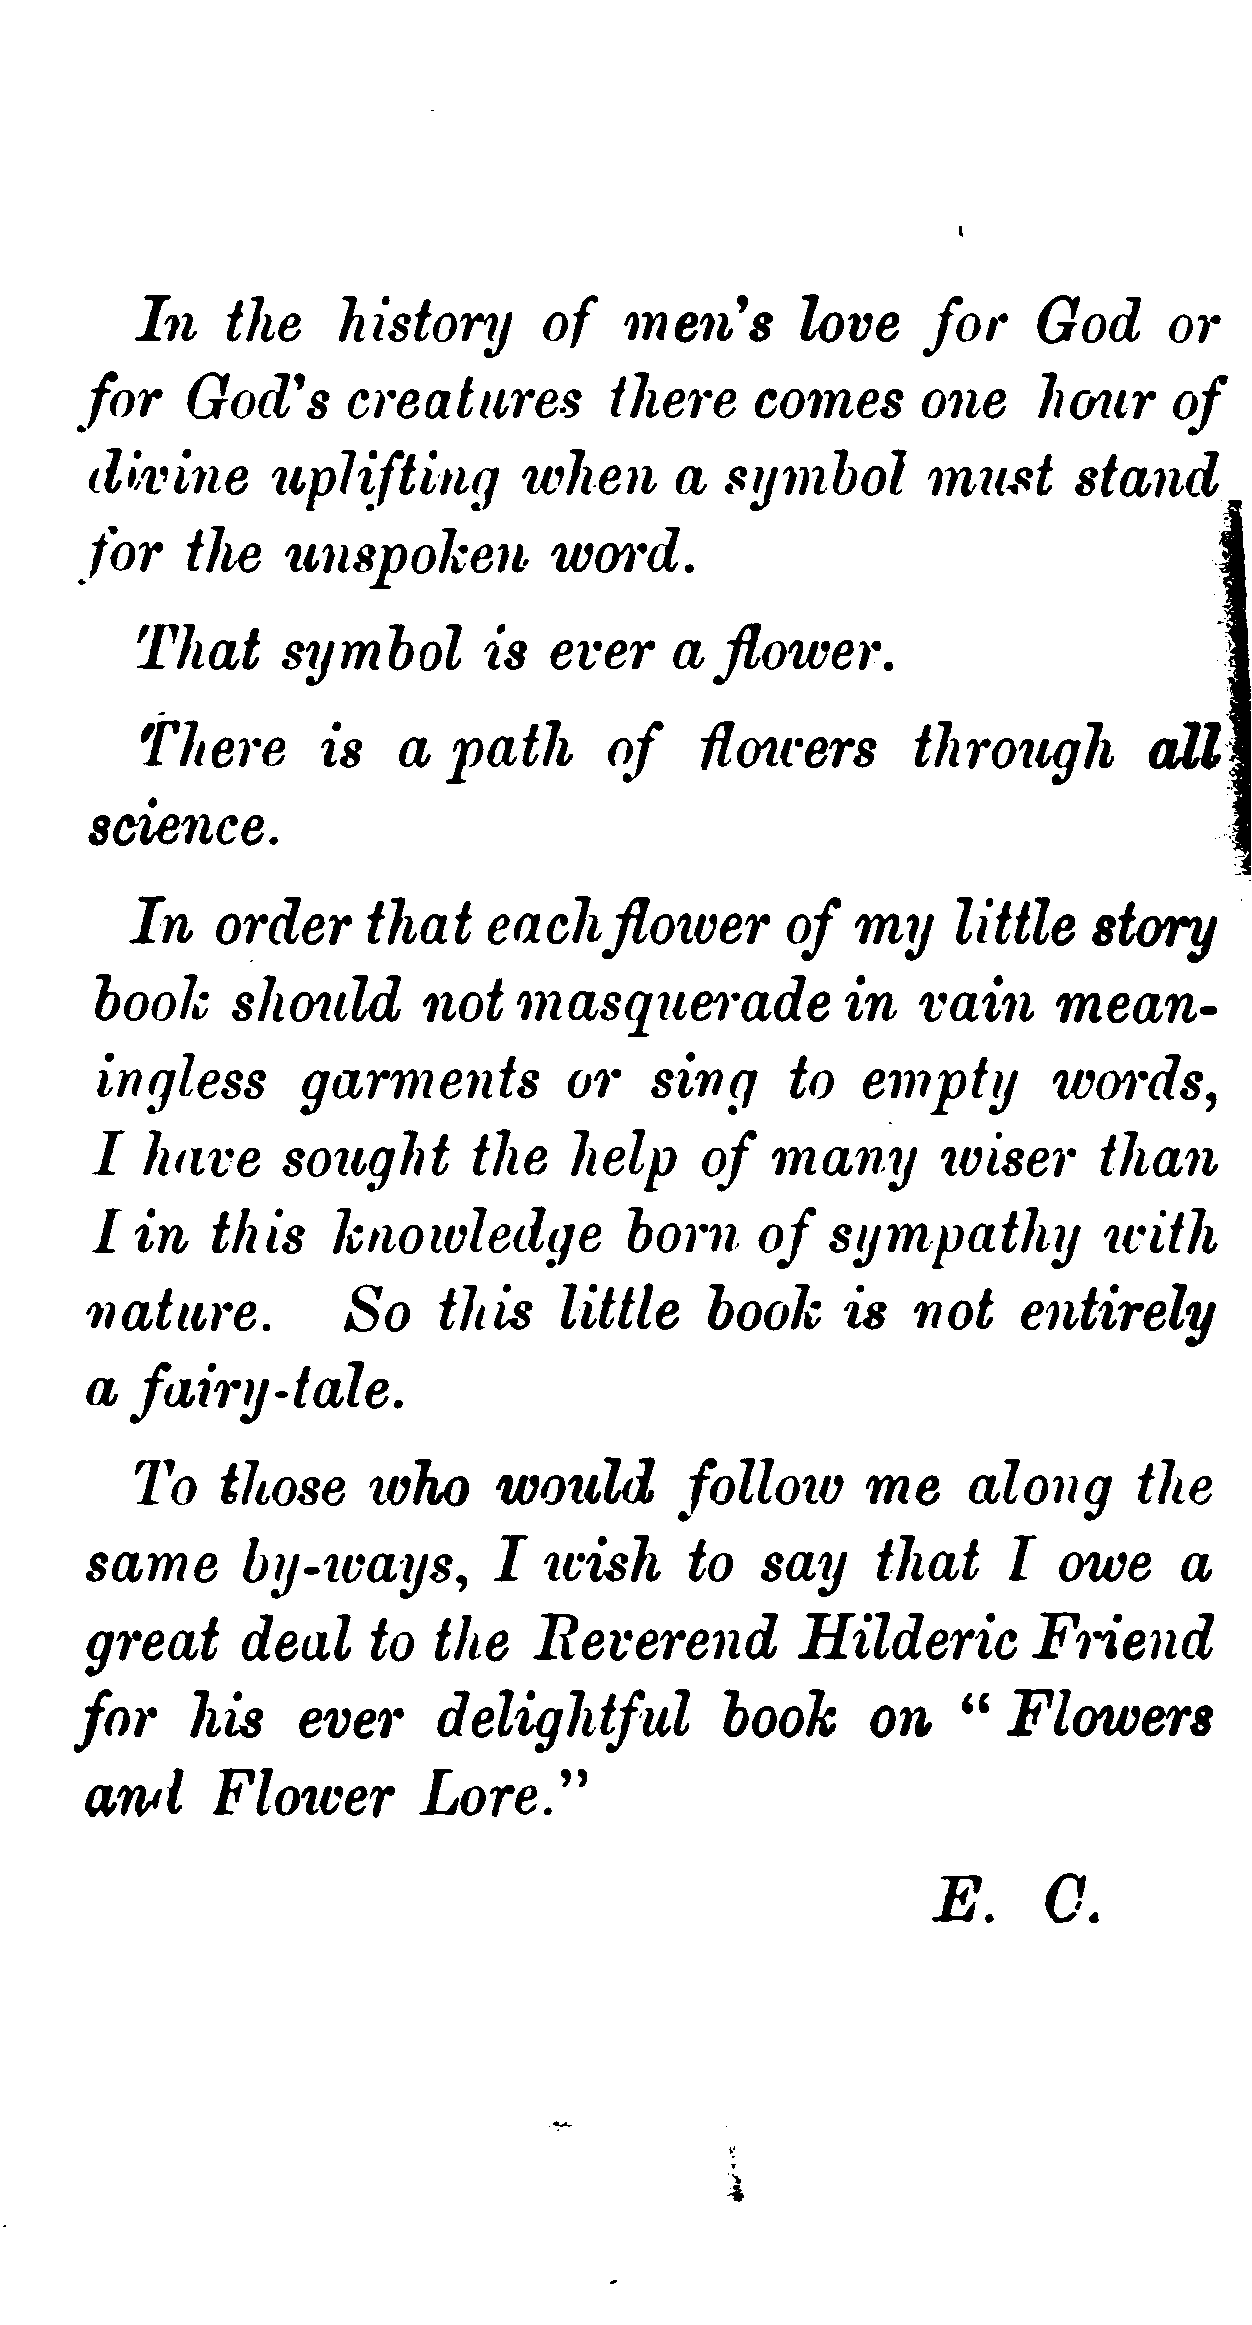 In the history of men's love for God or
for God's creatures there comes one hour of
divine uplifting when a symbol must stand
for the unspoken word.
That symbol is ever a flower.
There is a path of flowers through all
science.
In order that each flower of my little story
book should not masquerade in vain mean-
ingless garments or sing to empty words,
I have sought the help of many wiser than
I in this knowledge born of sympathy with
nature. So this little book is not entirely
a fairy-tale.
To those who would follow me along the
same by-ways, I wish to say that I owe a
great deal to the Reverend Hilderic Friend
for his ever delightful book on "Flowers
and Flower Lore."
E. C.